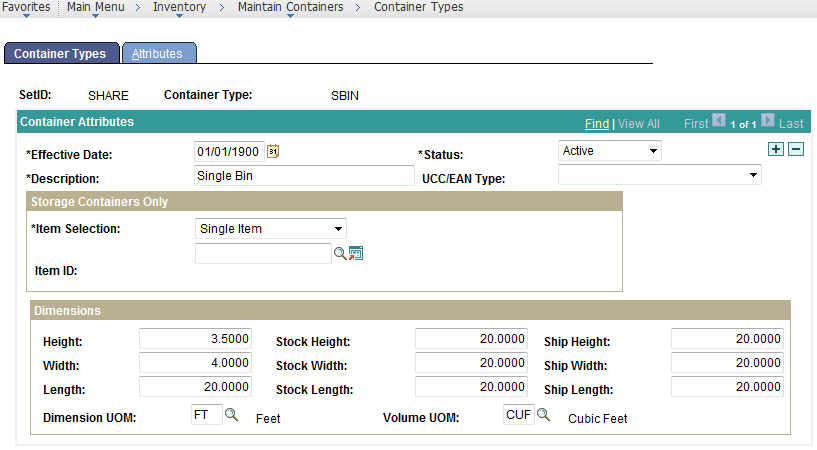 Favorites Main Menu > Inventory > Maintain Containers > Container Types
Container Types Attributes
SetID: SHARE Container Type: SBIN
Container Attributes Find | View All First 1 of 1 Last
*Effective Date: 01/01/1900 31 *Status: Active + −
*Description: Single Bin UCC/EAN Type:
Storage Containers Only
*Item Selection: Single Item
Item ID:
Dimensions
Height: 3.5000 Stock Height: 20.0000 Ship Height: 20.0000
Width: 4.0000 Stock Width: 20.0000 Ship Width: 20.0000
Length: 20.0000 Stock Length: 20.0000 Ship Length: 20.0000
Dimension UOM: FT Feet Volume UOM: CUF Cubic Feet